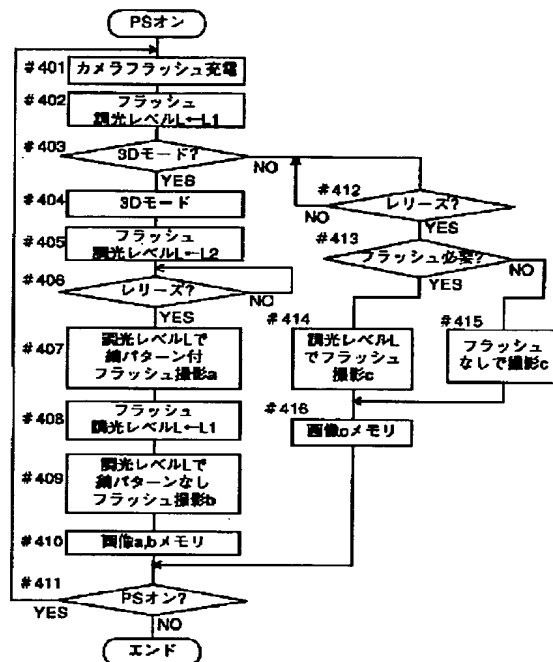 PSオン
#401
カメラフラッシュ充電
#402
フラッシュ
調光レベルL←L1
#403
3Dモード?
NO
YES
#404
3Dモード
#405
フラッシュ
調光レベルL←L2
#406
レリーズ?
NO
YES
#407
調光レベルLで
縞パターン付
フラッシュ撮影a
#408
フラッシュ
調光レベルL←L1
#409
調光レベルLで
縞パターンなし
フラッシュ撮影b
#410
画像a,bメモリ
#411
PSオン?
YES
NO
エンド
#412
レリーズ?
NO
YES
#413
フラッシュ必要?
NO
YES
#414
調光レベルL
でフラッシュ
撮影c
#415
フラッシュ
なしで撮影c
#416
画像cメモリ